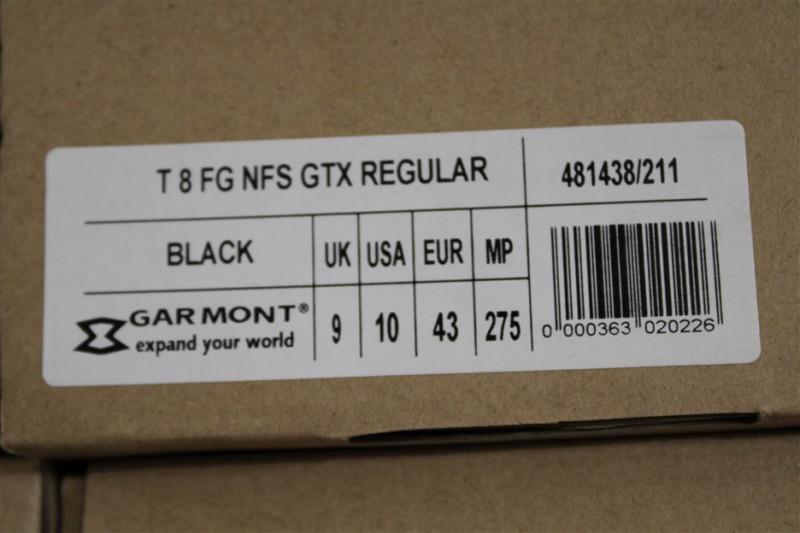 T 8 FG NFS GTX REGULAR
481438/211
BLACK UK USA EUR MP
GARMONT®
expand your world
9 10 43 275
0 000363 020226